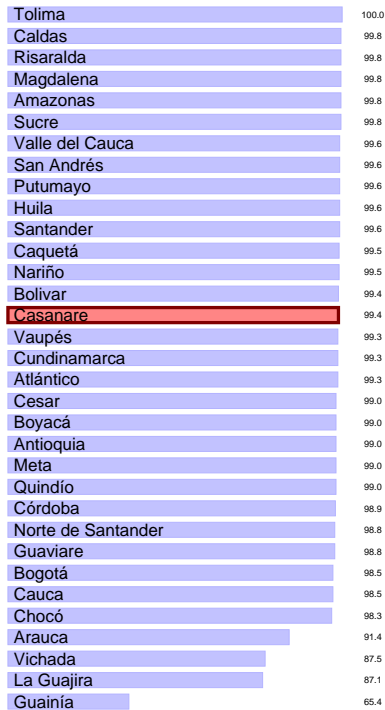 Tolima 100.0
Caldas 99.8
Risaralda 99.8
Magdalena 99.8
Amazonas 99.8
Sucre 99.8
Valle del Cauca 99.6
San Andrés 99.6
Putumayo 99.6
Huila 99.6
Santander 99.6
Caquetá 99.5
Nariño 99.5
Bolivar 99.4
Casanare 99.4
Vaupés 99.3
Cundinamarca 99.3
Atlántico 99.3
Cesar 99.0
Boyacá 99.0
Antioquia 99.0
Meta 99.0
Quindío 99.0
Córdoba 98.9
Norte de Santander 98.8
Guaviare 98.8
Bogotá 98.5
Cauca 98.5
Chocó 98.3
Arauca 91.4
Vichada 87.5
La Guajira 87.1
Guainía 65.4